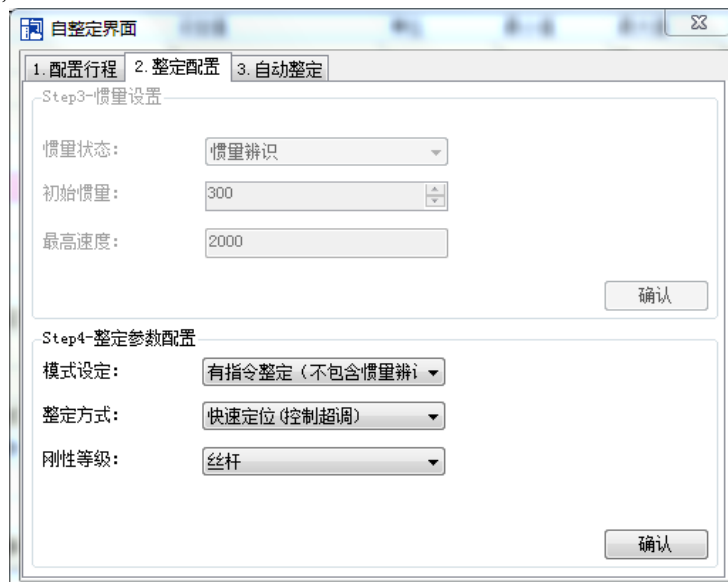 自整定界面
1.配置行程 2.整定配置 3.自动整定
Step3-惯量设置
惯量状态： 惯量辨识
初始惯量： 300
最高速度： 2000
确认
Step4-整定参数配置
模式设定： 有指令整定（不包含惯量辨
整定方式： 快速定位(控制超调）
刚性等级： 丝杆
确认